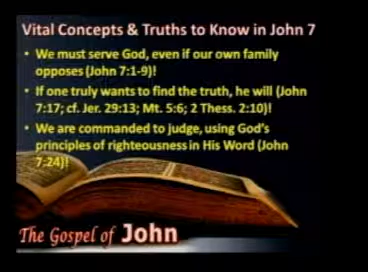 Vital Concepts & Truths to Know in John 7
• We must serve God, even if our own family
opposes (John 7:1-9)!
• If one truly wants to find the truth, he will (John
7:17; cf. Jer. 29:13; Mt. 5:6; 2 Thess. 2:10)!
• We are commanded to judge, using God's
principles of righteousness in His Word (John
7:24)!
The Gospel of John